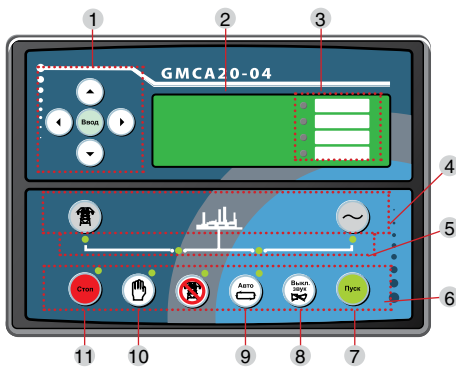 1 2 3
GMCA20-04
Ввод
4
5
Стоп
Авто
Выкл.
звук
Пуск
6
11 10 9 8 7